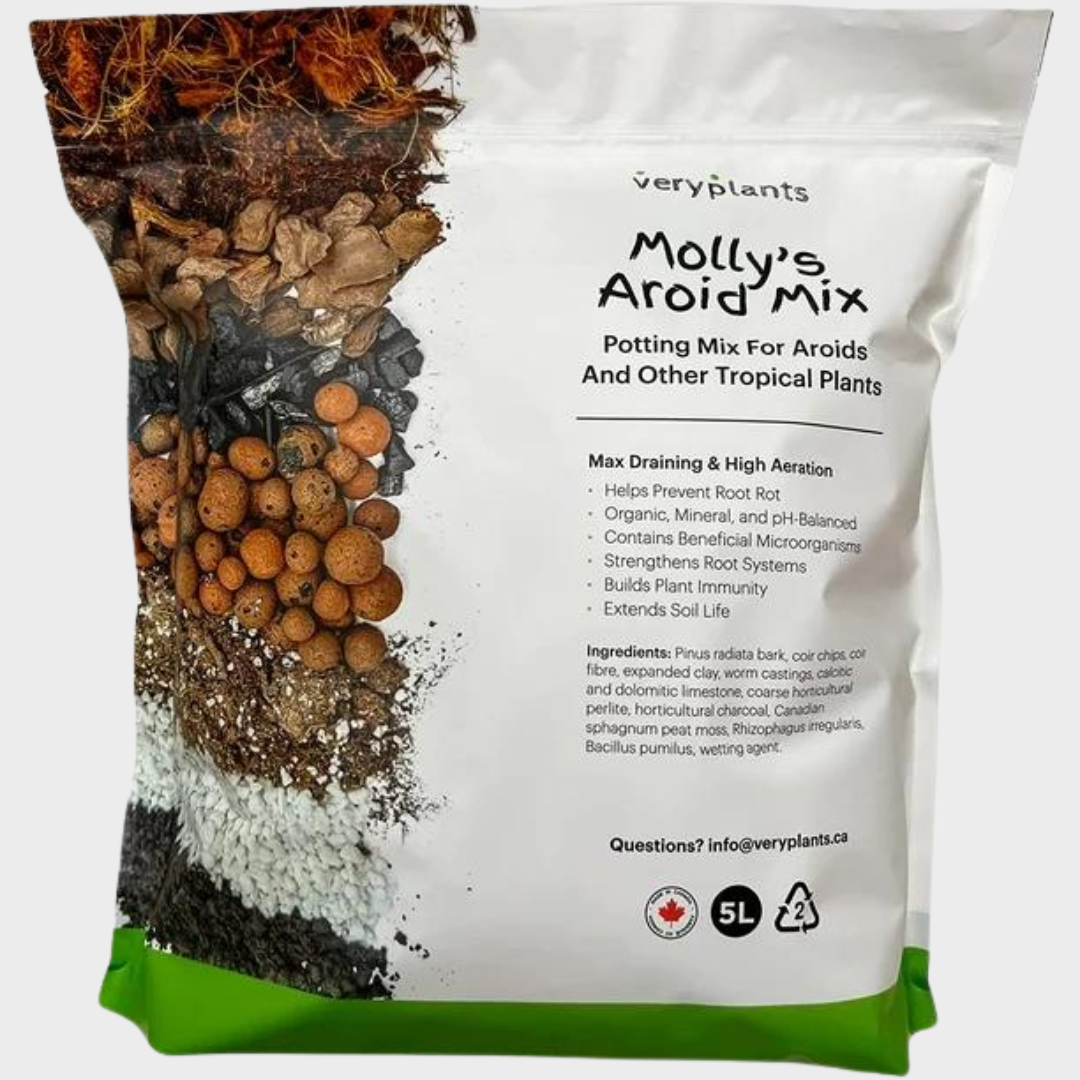 veryplants
Molly's
Aroid Mix
Potting Mix For Aroids
And Other Tropical Plants
Max Draining & High Aeration
• Helps Prevent Root Rot
• Organic, Mineral, and pH-Balanced
• Contains Beneficial Microorganisms
• Strengthens Root Systems
• Builds Plant Immunity
• Extends Soil Life
Ingredients: Pinus radiata bark, coir chips, coir
fibre, expanded clay, worm castings, calcitic
and dolomitic limestone, coarse horticultural
perlite, horticultural charcoal, Canadian
sphagnum peat moss, Rhizophagus irregularis,
Bacillus pumilus, wetting agent.
Questions? info@veryplants.ca
5L
2